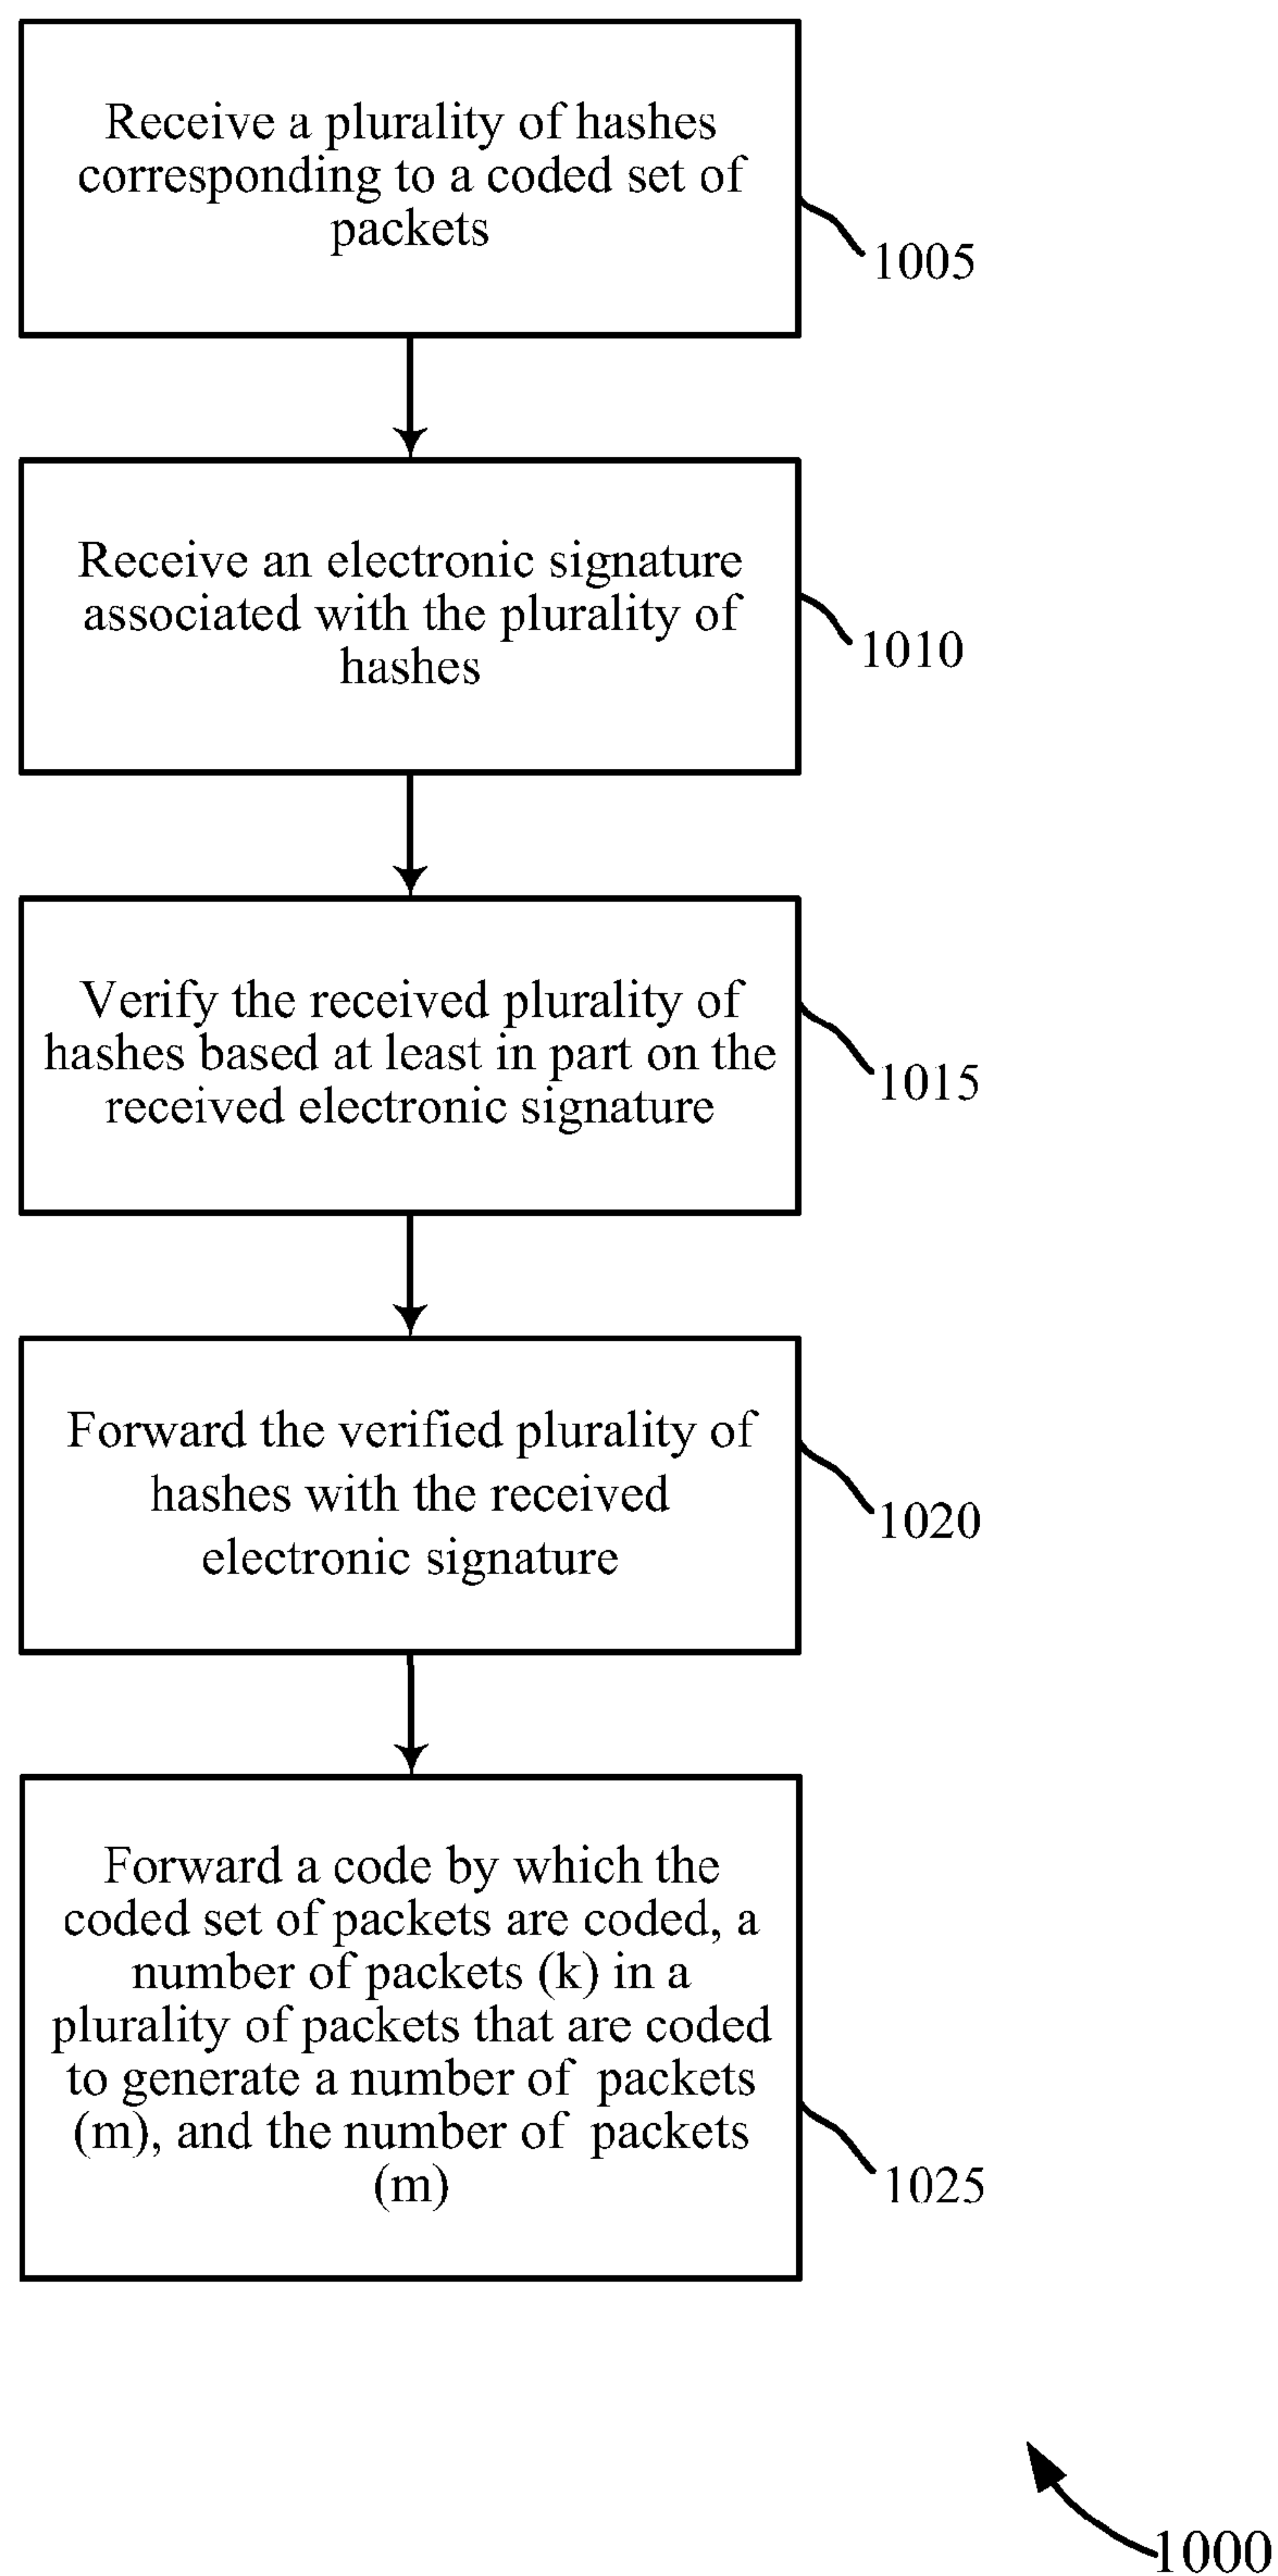 Receive a plurality of hashes
corresponding to a coded set of
packets
1005
Receive an electronic signature
associated with the plurality of
hashes
1010
Verify the received plurality of
hashes based at least in part on the
received electronic signature
1015
Forward the verified plurality of
hashes with the received
electronic signature
1020
Forward a code by which the
coded set of packets are coded, a
number of packets (k) in a
plurality of packets that are coded
to generate a number of packets
(m), and the number of packets
(m)
1025
1000